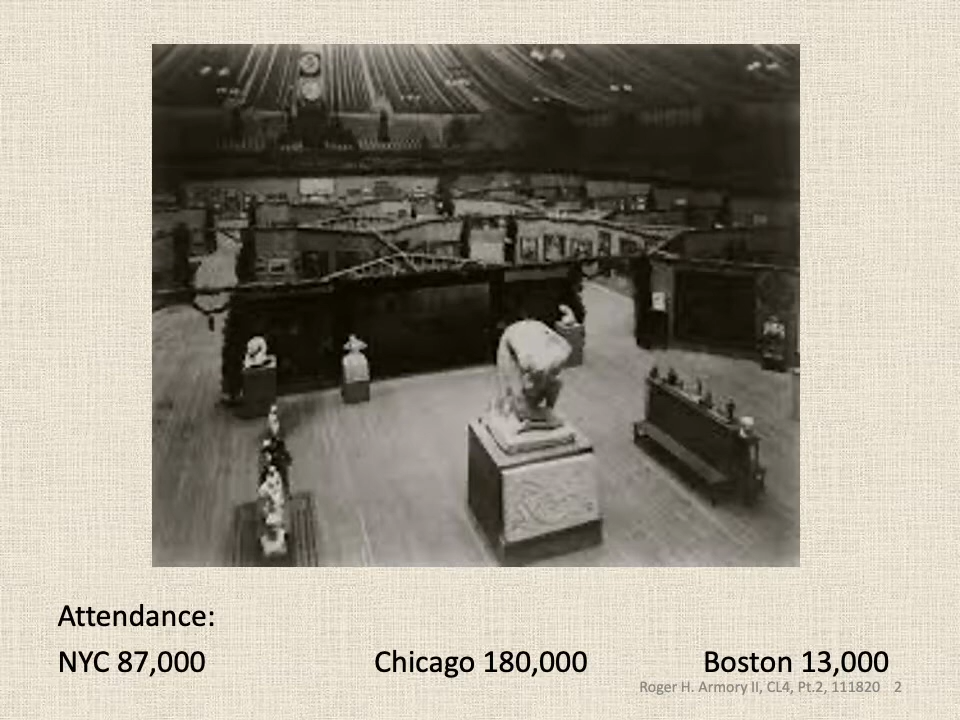 Attendance:
NYC 87,000 Chicago 180,000 Boston 13,000
Roger H. Armory II, CL4, Pt.2, 111820 2